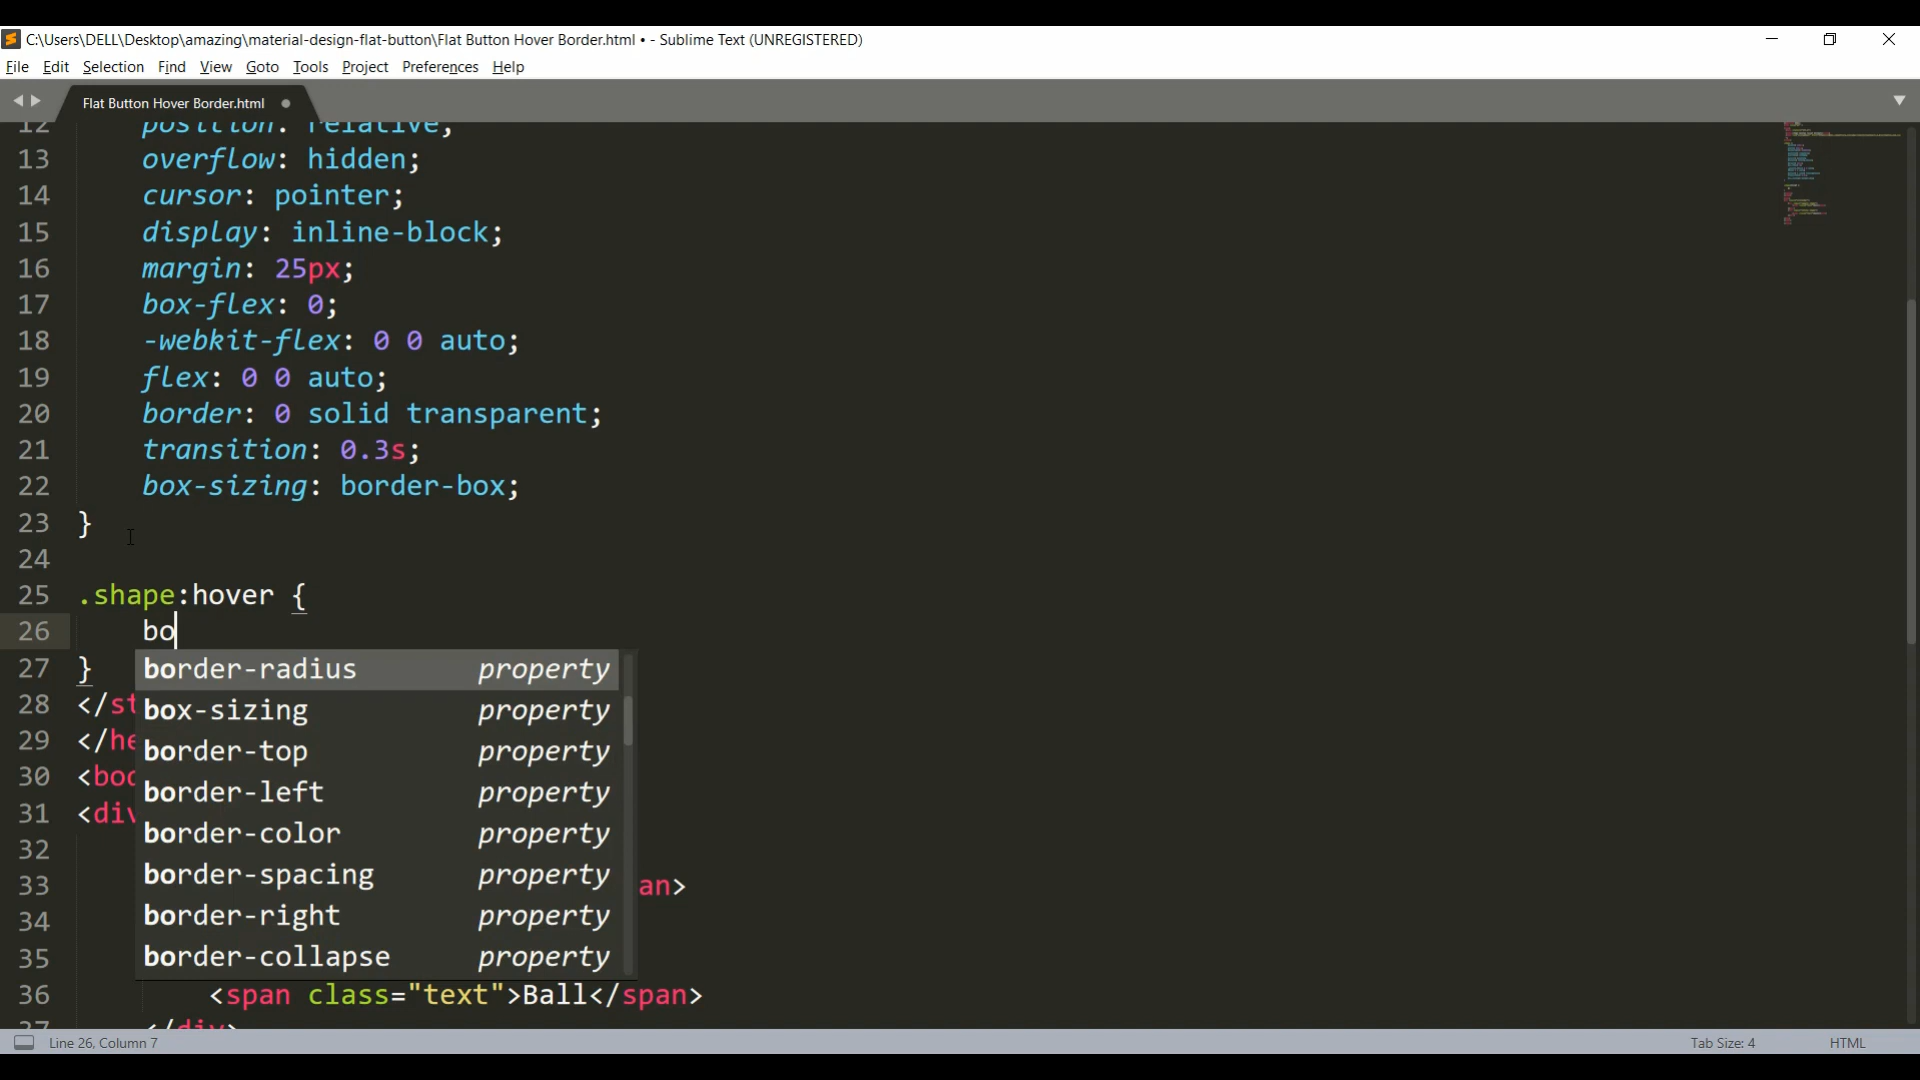 C:\Users\DELL\Desktop\amazing\material-design-flat-button\Flat Button Hover Border.html • - Sublime Text (UNREGISTERED)
File Edit Selection Find View Goto Tools Project Preferences Help
Flat Button Hover Border.html
12 position: relative;
13 overflow: hidden;
14 cursor: pointer;
15 display: inline-block;
16 margin: 25px;
17 box-flex: 0;
18 -webkit-flex: 0 0 auto;
19 flex: 0 0 auto;
20 border: 0 solid transparent;
21 transition: 0.3s;
22 box-sizing: border-box;
23 }
24
25 .shape:hover {
26 bo
27 } border-radius property
28 </st box-sizing property
29 </he border-top property
30 <bod border-left property
31 <div border-color property
32 border-spacing property
33 an>
34 border-right property
35 border-collapse property
36 <span class="text">Ball</span>
37 </div>
Line 26, Column 7 Tab Size: 4 HTML